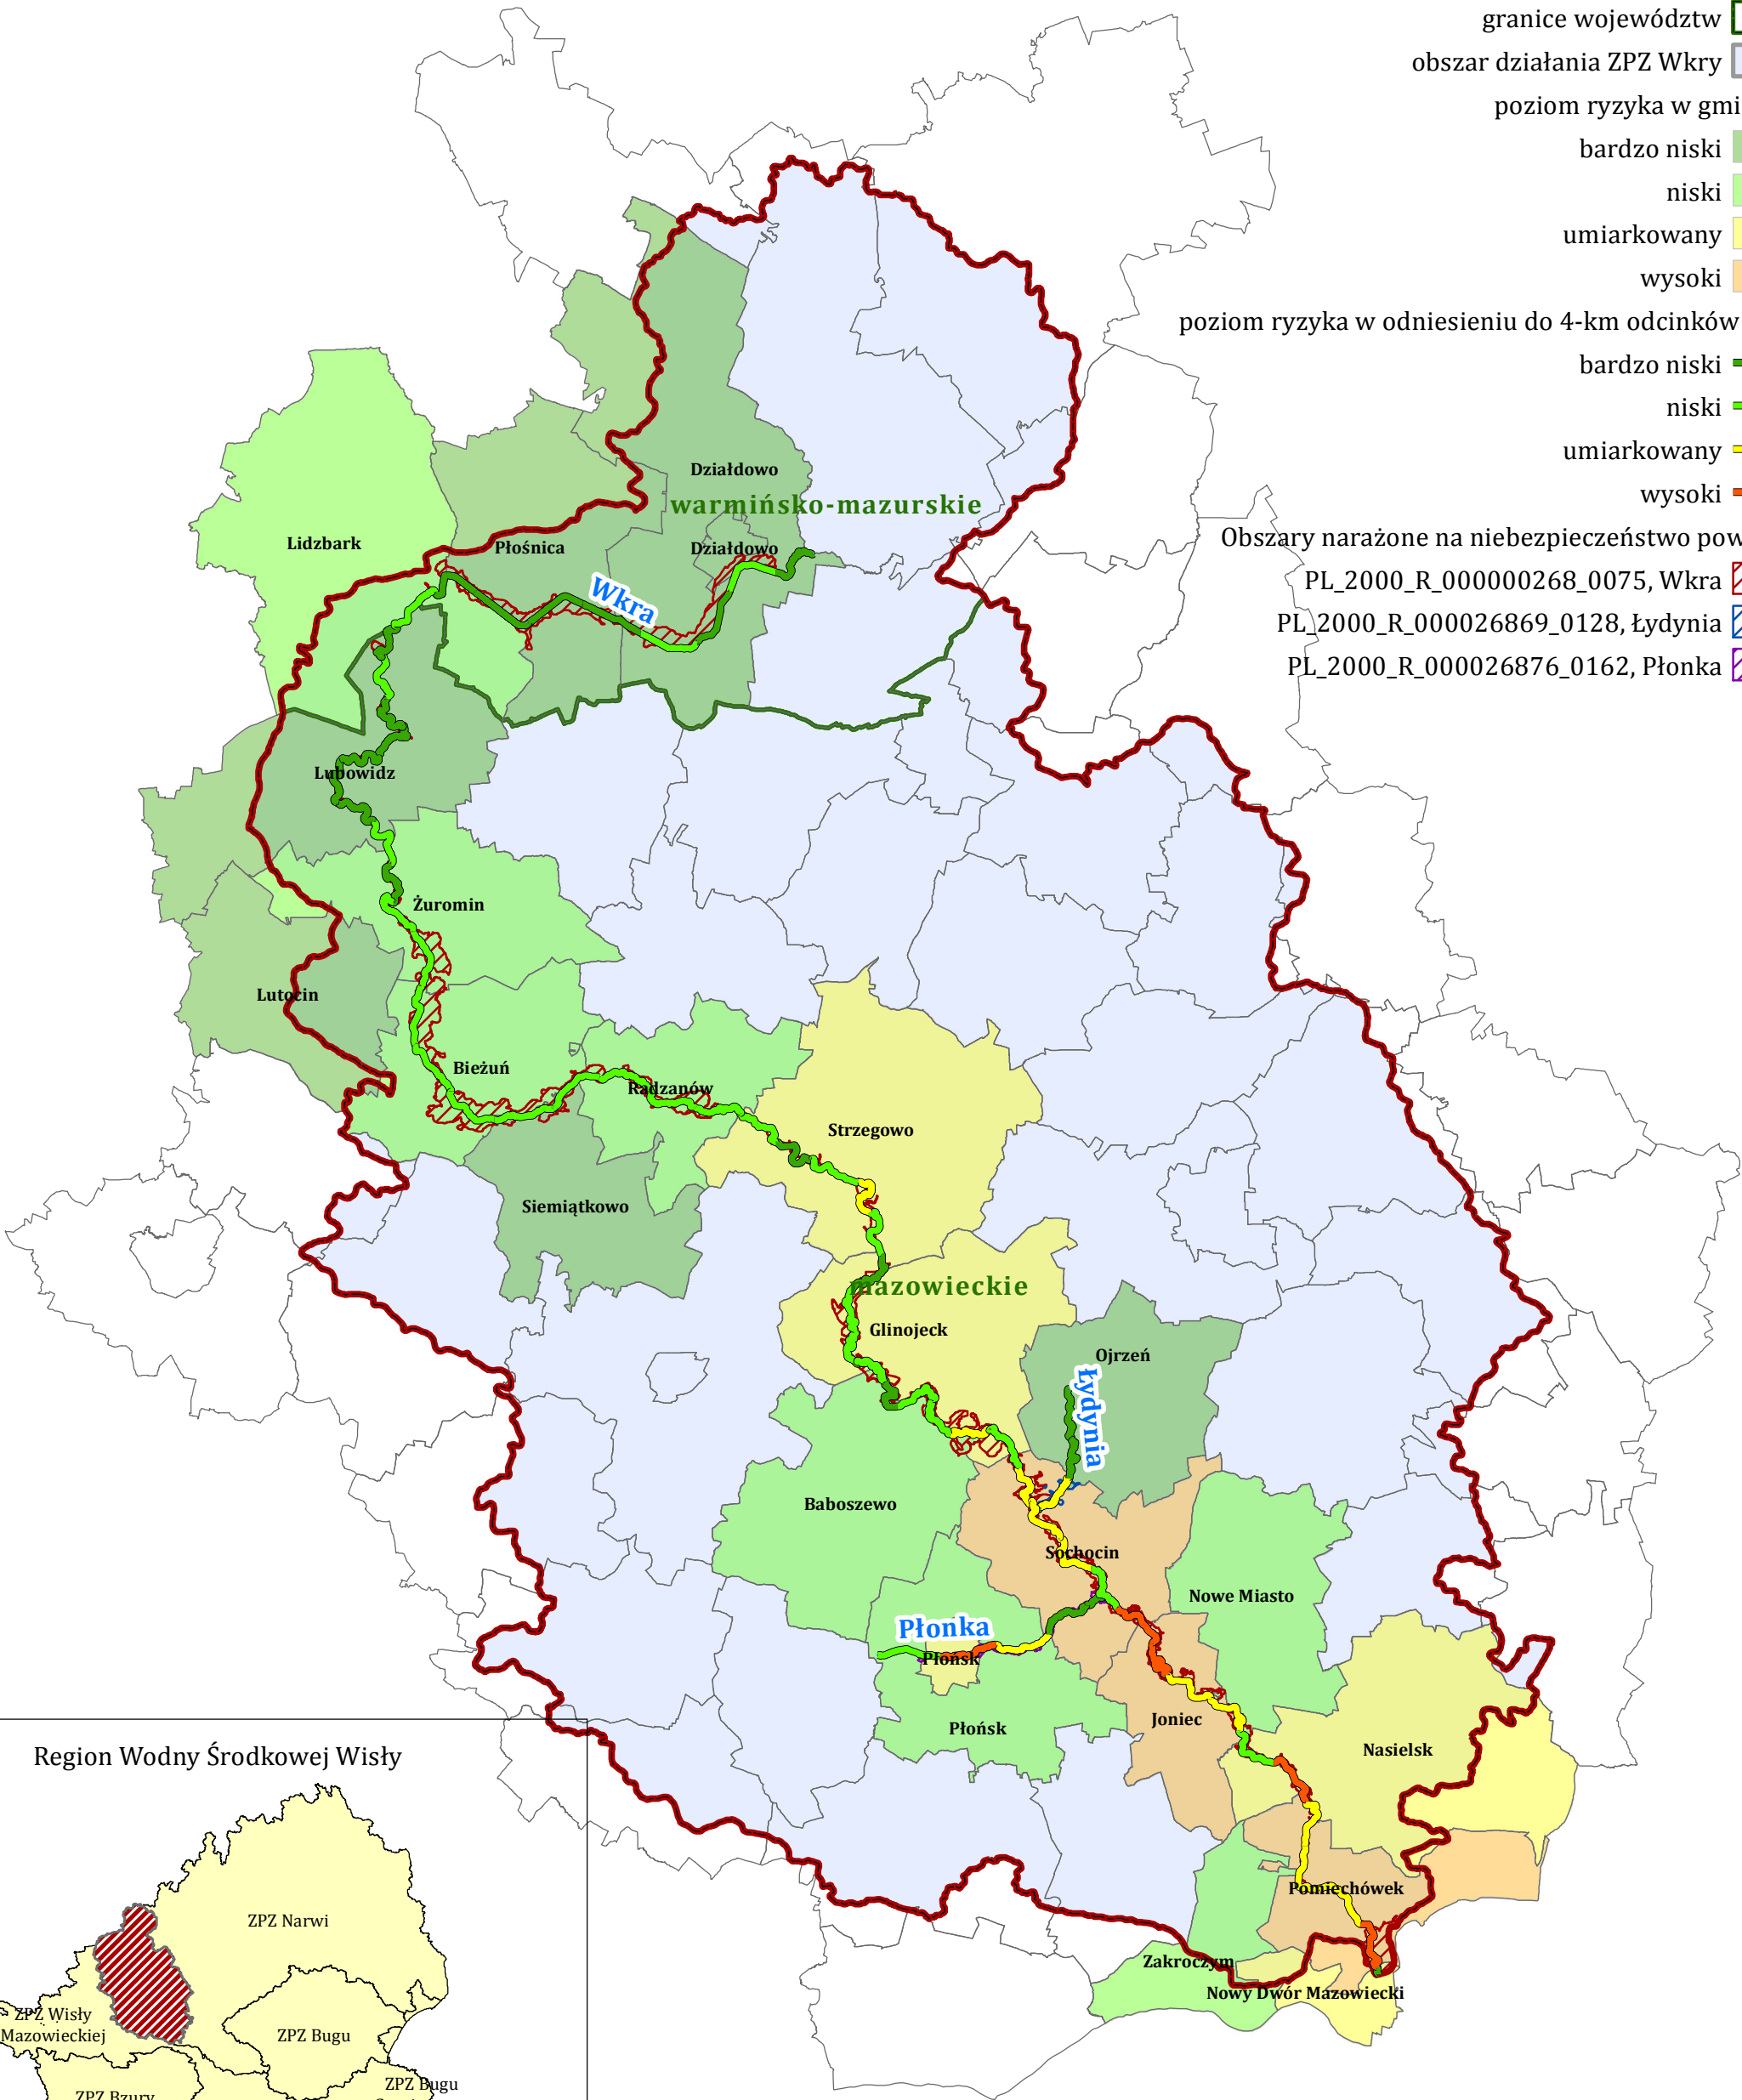 granice województw
obszar działania ZPZ Wkry
poziom ryzyka w gmi
bardzo niski
niski
umiarkowany
wysoki
poziom ryzyka w odniesieniu do 4-km odcinków
bardzo niski
niski
umiarkowany
wysoki
Obszary narażone na niebezpieczeństwo pow
PL_2000_R_000000268_0075, Wkra
PL_2000_R_000026869_0128, Łydynia
PL_2000_R_000026876_0162, Płonka
Działdowo
warmińsko-mazurskie
Lidzbark
Płośnica
Działdowo
Wkra
Lubowidz
Żuromin
Lutocin
Bieżuń
Radzanów
Strzegowo
Siemiątkowo
mazowieckie
Glinojeck
Ojrzeń
Łydynia
Baboszewo
Sochocin
Nowe Miasto
Płonka
Płońsk
Joniec
Płońsk
Nasielsk
Pomiechówek
Zakroczym
Nowy Dwór Mazowiecki
Region Wodny Środkowej Wisły
ZPZ Narwi
ZPZ Wisły
Mazowieckiej
ZPZ Bugu
ZPZ Bugu
ZPZ Bzury